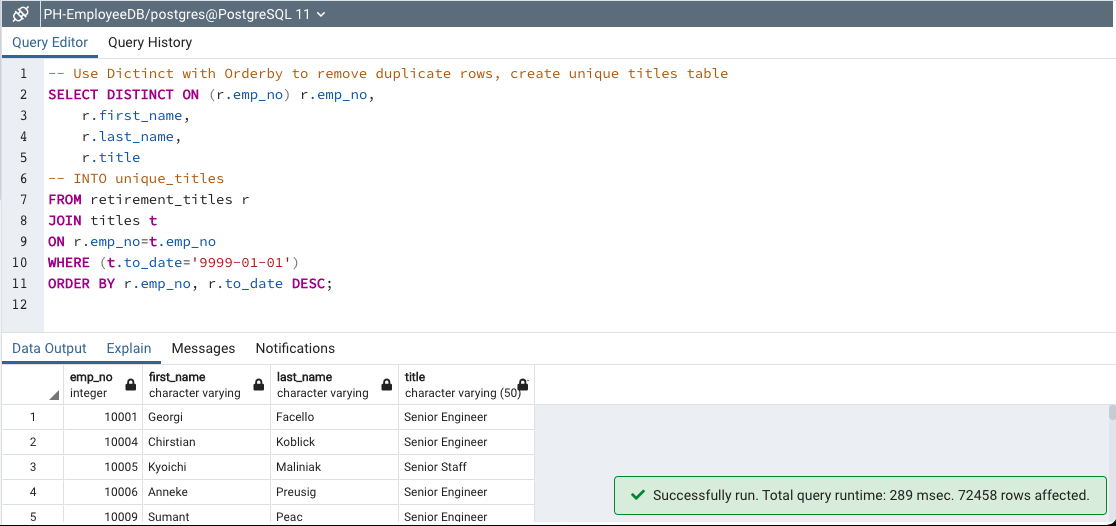 PH-EmployeeDB/postgres@PostgreSQL 11
Query Editor Query History
1 -- Use Dictinct with Orderby to remove duplicate rows, create unique titles table
2 SELECT DISTINCT ON (r.emp_no) r.emp_no,
3 r.first_name,
4 r.last_name,
5 r.title
6 -- INTO unique_titles
7 FROM retirement_titles r
8 JOIN titles t
9 ON r.emp_no=t.emp_no
10 WHERE (t.to_date='9999-01-01')
11 ORDER BY r.emp_no, r.to_date DESC;
12
Data Output Explain Messages Notifications
emp_no first_name last_name title
integer character varying character varying character varying (50)
1 10001 Georgi Facello Senior Engineer
2 10004 Chirstian Koblick Senior Engineer
3 10005 Kyoichi Maliniak Senior Staff
4 10006 Anneke Preusig Senior Engineer
5 10009 Sumant Peac Senior Engineer
Successfully run. Total query runtime: 289 msec. 72458 rows affected.